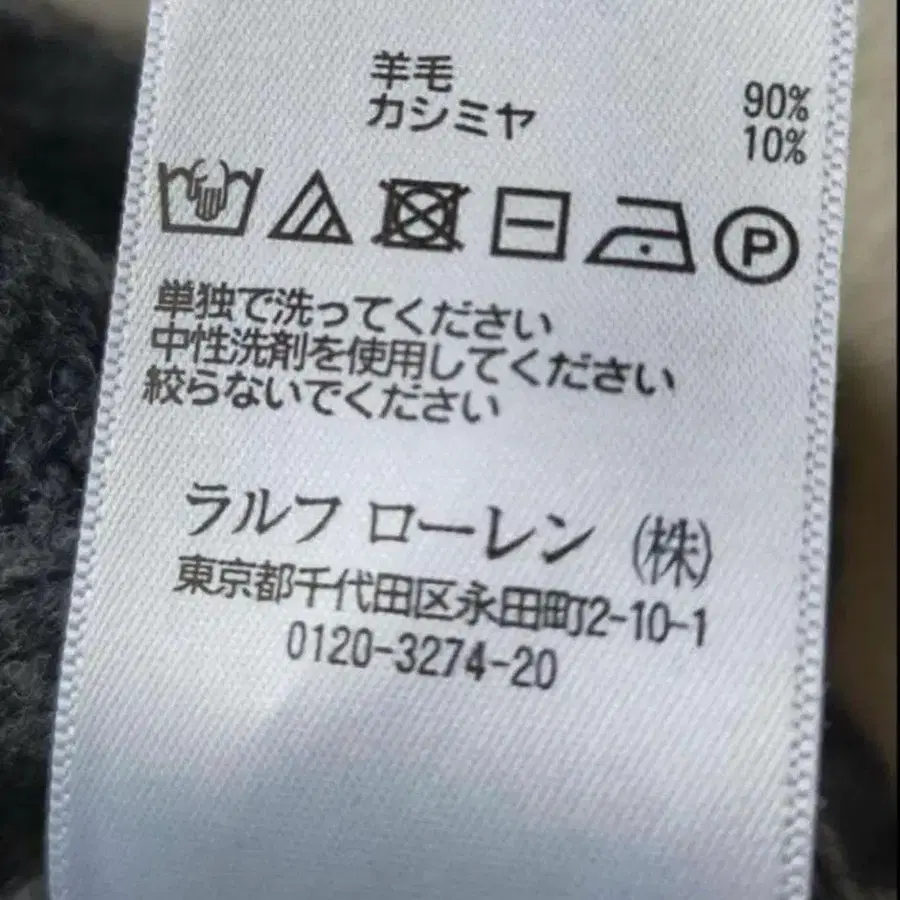 羊毛 90%
カシミヤ 10%
P
単独で洗ってください
中性洗剤を使用してください
絞らないでください
ラルフ ローレン (株)
東京都千代田区永田町2-10-1
0120-3274-20